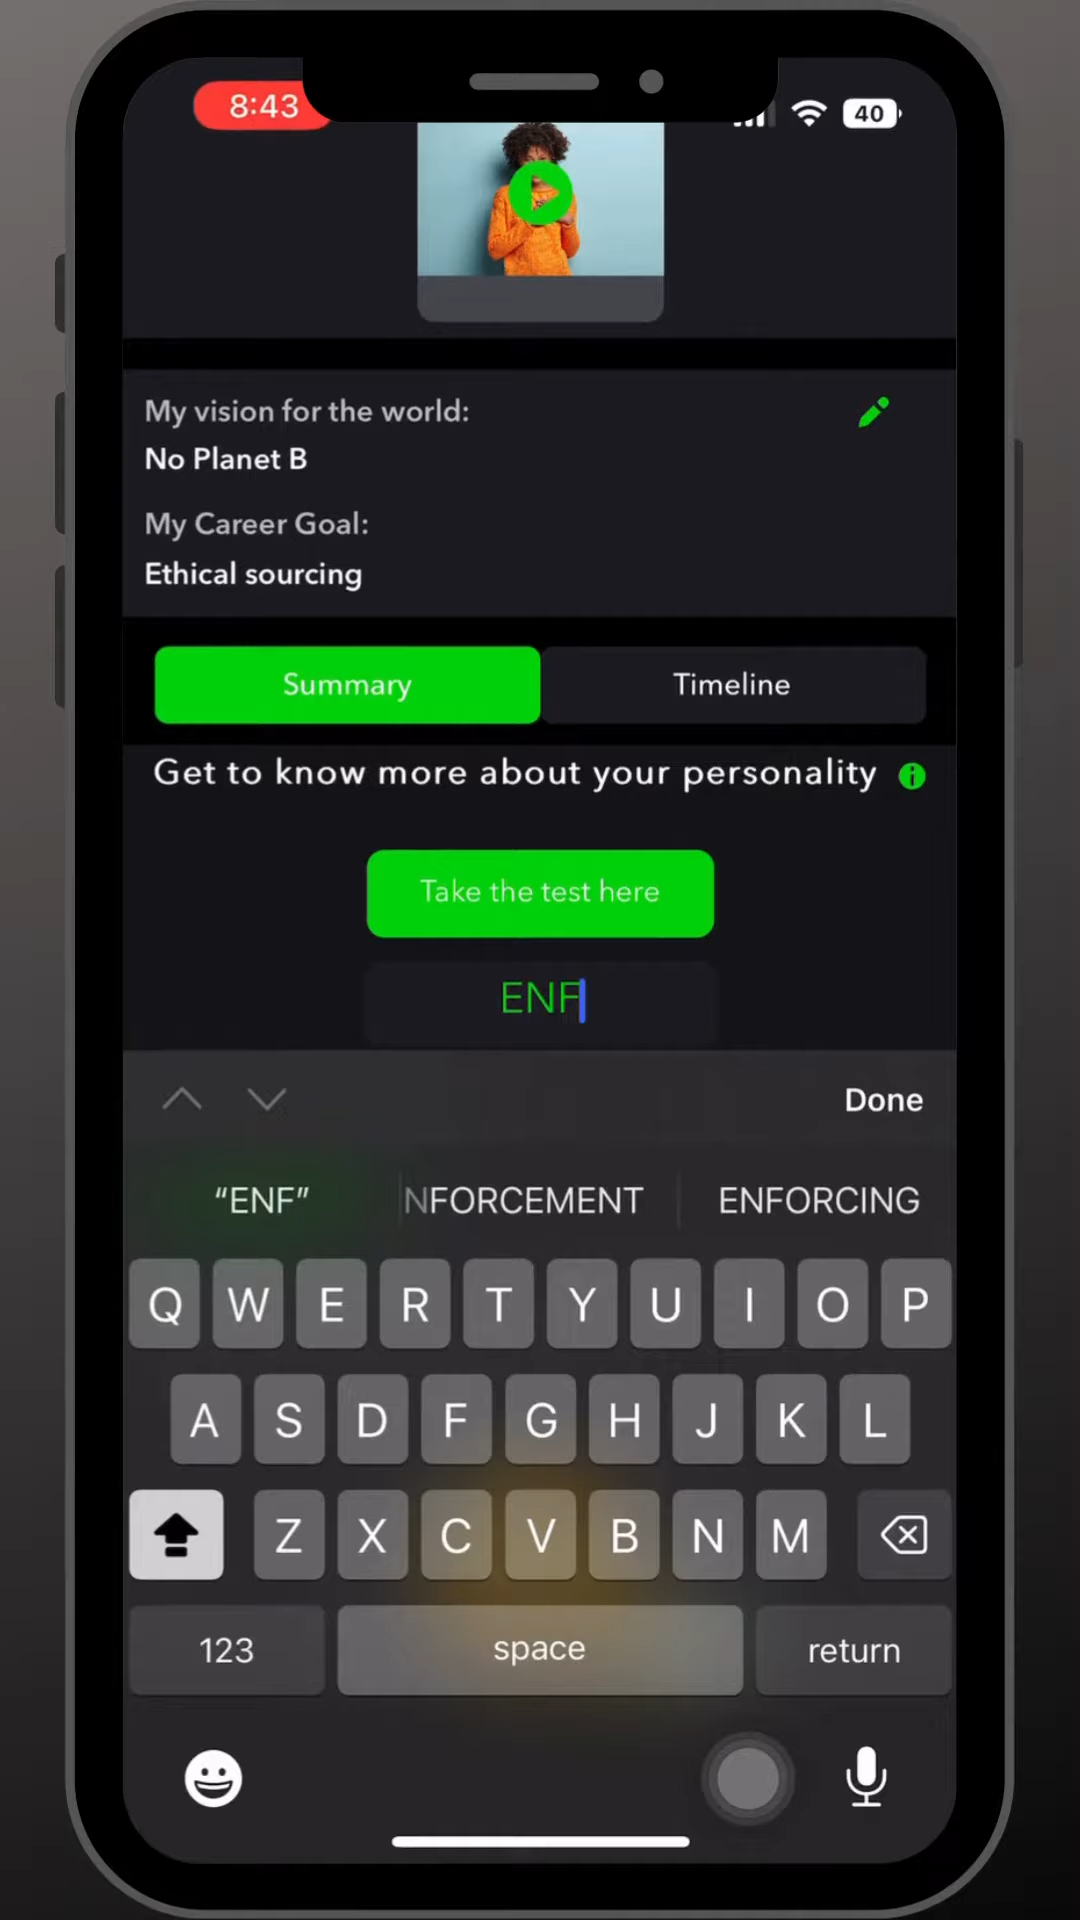 8:43
40
My vision for the world:
No Planet B
My Career Goal:
Ethical sourcing
Summary
Timeline
Get to know more about your personality
Take the test here
ENF
Done
“ENF”
NFORCEMENT
ENFORCING
Q W E R T Y U I O P
A S D F G H J K L
Z X C V B N M
123
space
return